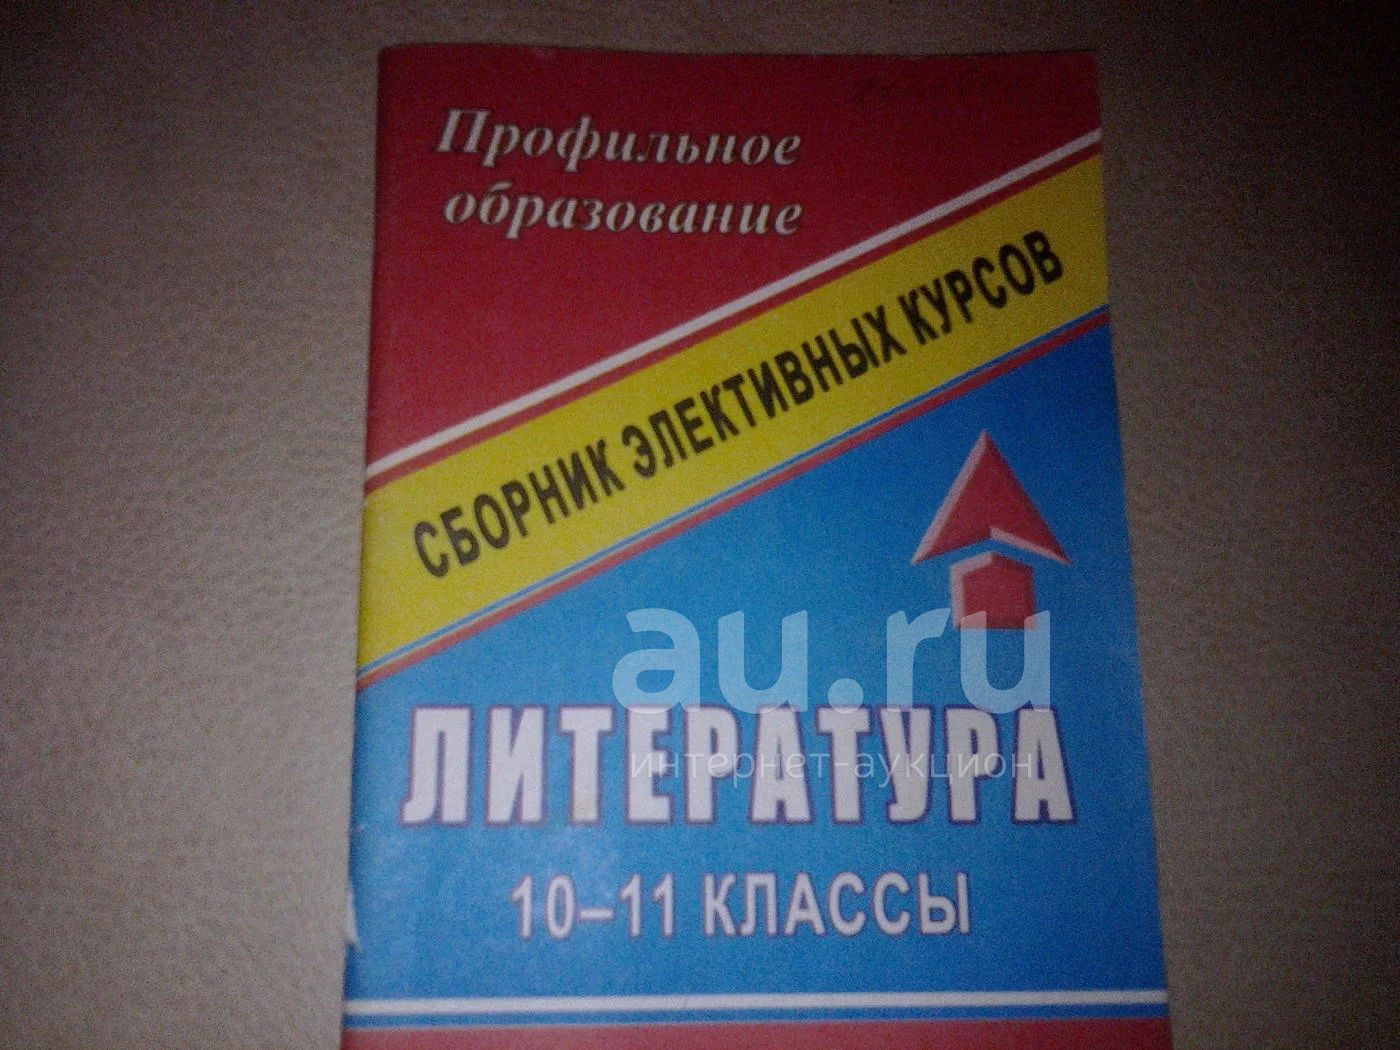 Профильное
образование
СБОРНИК ЭЛЕКТИВНЫХ КУРСОВ
au.ru
ЛИТЕРАТУРА
интернет-аукцион
10–11 КЛАССЫ